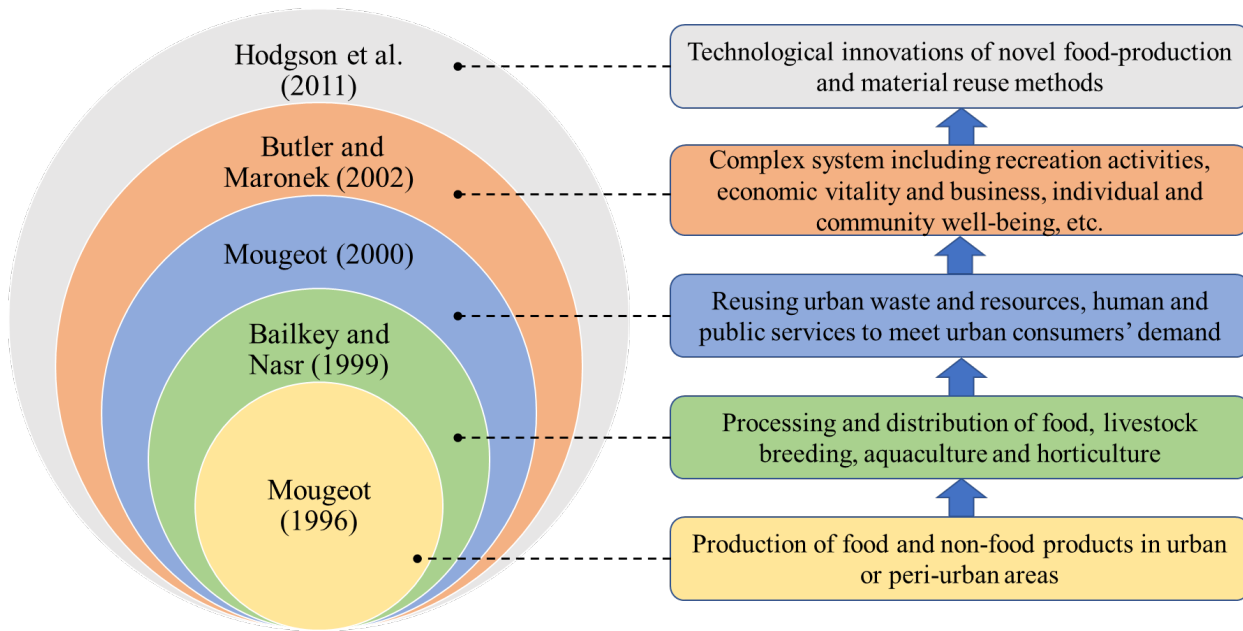 Hodgson et al.
(2011)
Butler and
Maronek (2002)
Mougeot (2000)
Bailkey and
Nasr (1999)
Mougeot
(1996)
Technological innovations of novel food-production
and material reuse methods
Complex system including recreation activities,
economic vitality and business, individual and
community well-being, etc.
Reusing urban waste and resources, human and
public services to meet urban consumers’ demand
Processing and distribution of food, livestock
breeding, aquaculture and horticulture
Production of food and non-food products in urban
or peri-urban areas